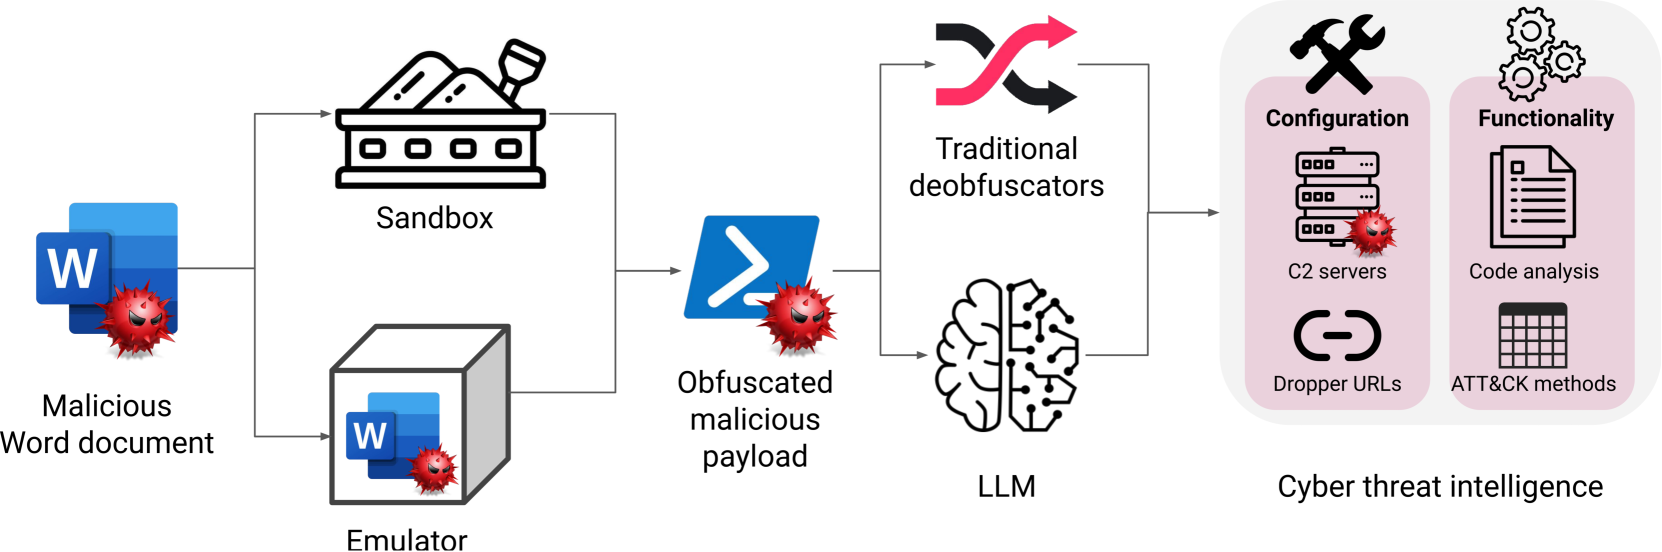 W
Malicious
Word document
Sandbox
W
Emulator
Obfuscated
malicious
payload
Traditional
deobfuscators
LLM
Configuration
C2 servers
Dropper URLs
Functionality
Code analysis
ATT&CK methods
Cyber threat intelligence